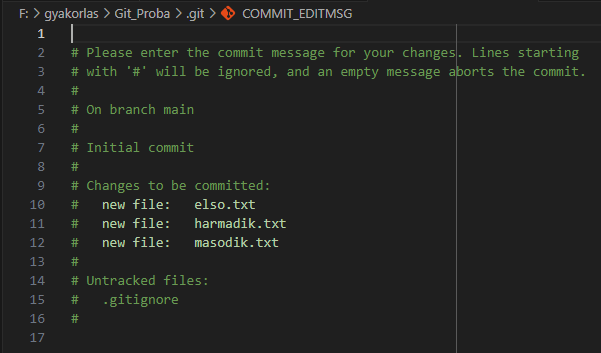 F: > gyakorlas > Git_Proba > .git > COMMIT_EDITMSG
1
2 # Please enter the commit message for your changes. Lines starting
3 # with '#' will be ignored, and an empty message aborts the commit.
4 #
5 # On branch main
6 #
7 # Initial commit
8 #
9 # Changes to be committed:
10 #   new file:   elso.txt
11 #   new file:   harmadik.txt
12 #   new file:   masodik.txt
13 #
14 # Untracked files:
15 #   .gitignore
16 #
17